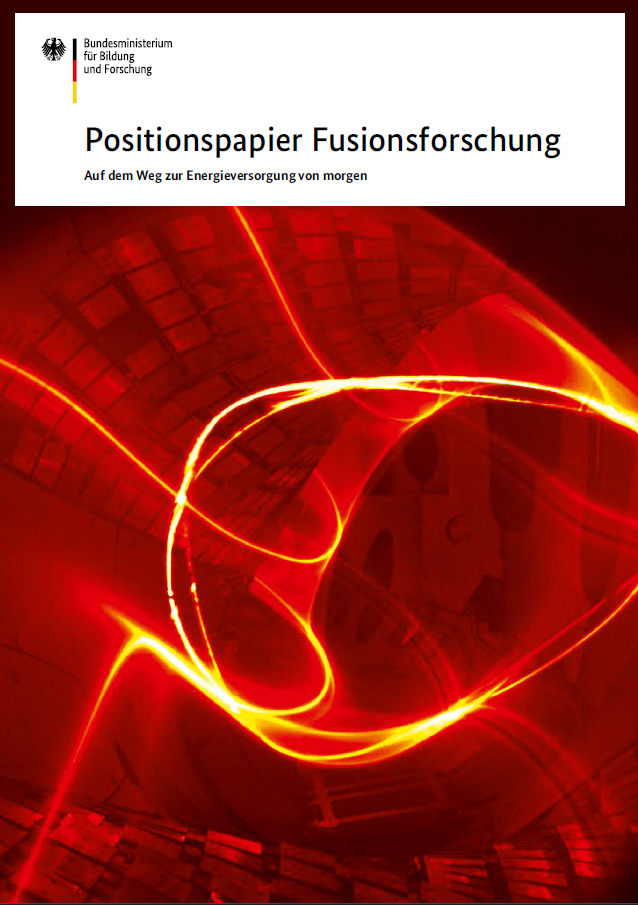 Bundesministerium
für Bildung
und Forschung
Positionspapier Fusionsforschung
Auf dem Weg zur Energieversorgung von morgen